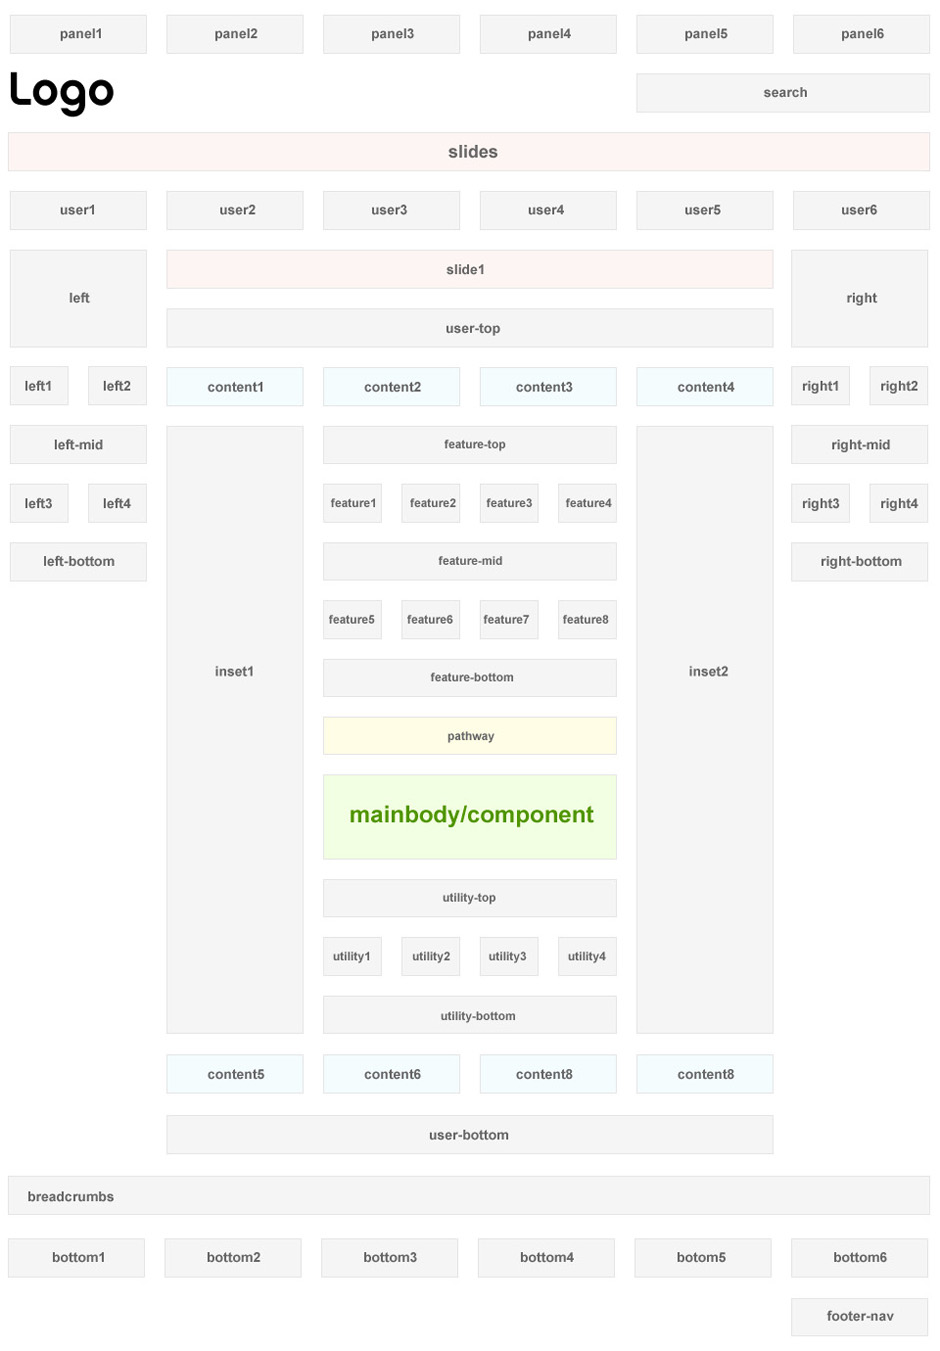 panel1 panel2 panel3 panel4 panel5 panel6
Logo search
slides
user1 user2 user3 user4 user5 user6
left slide1 right
user-top
left1 left2 content1 content2 content3 content4 right1 right2
left-mid feature-top right-mid
left3 left4 feature1 feature2 feature3 feature4 right3 right4
left-bottom feature-mid right-bottom
feature5 feature6 feature7 feature8
inset1 feature-bottom inset2
pathway
mainbody/component
utility-top
utility1 utility2 utility3 utility4
utility-bottom
content5 content6 content8 content8
user-bottom
breadcrumbs
bottom1 bottom2 bottom3 bottom4 botom5 bottom6
footer-nav